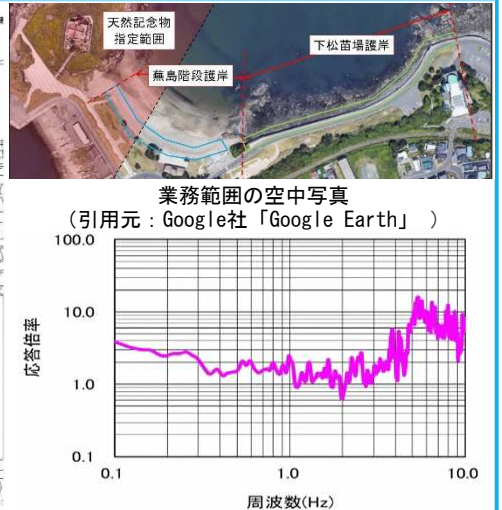 天然記念物
指定範囲
下松苗場護岸
蕪島階段護岸
業務範囲の空中写真
(引用元：Google社「Google Earth」 )
100.0
10.0
1.0
0.1
応答倍率
0.1
1.0
10.0
周波数(Hz)